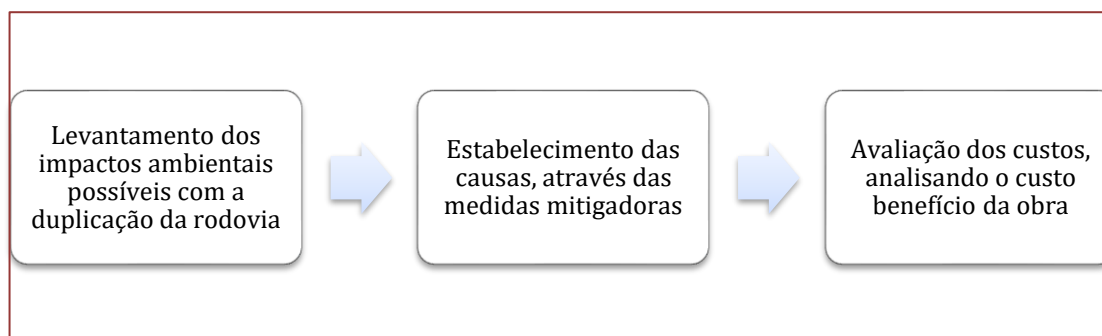 Levantamento dos
impactos ambientais
possíveis com a
duplicação da rodovia
Estabelecimento das
causas, através das
medidas mitigadoras
Avaliação dos custos,
analisando o custo
benefício da obra